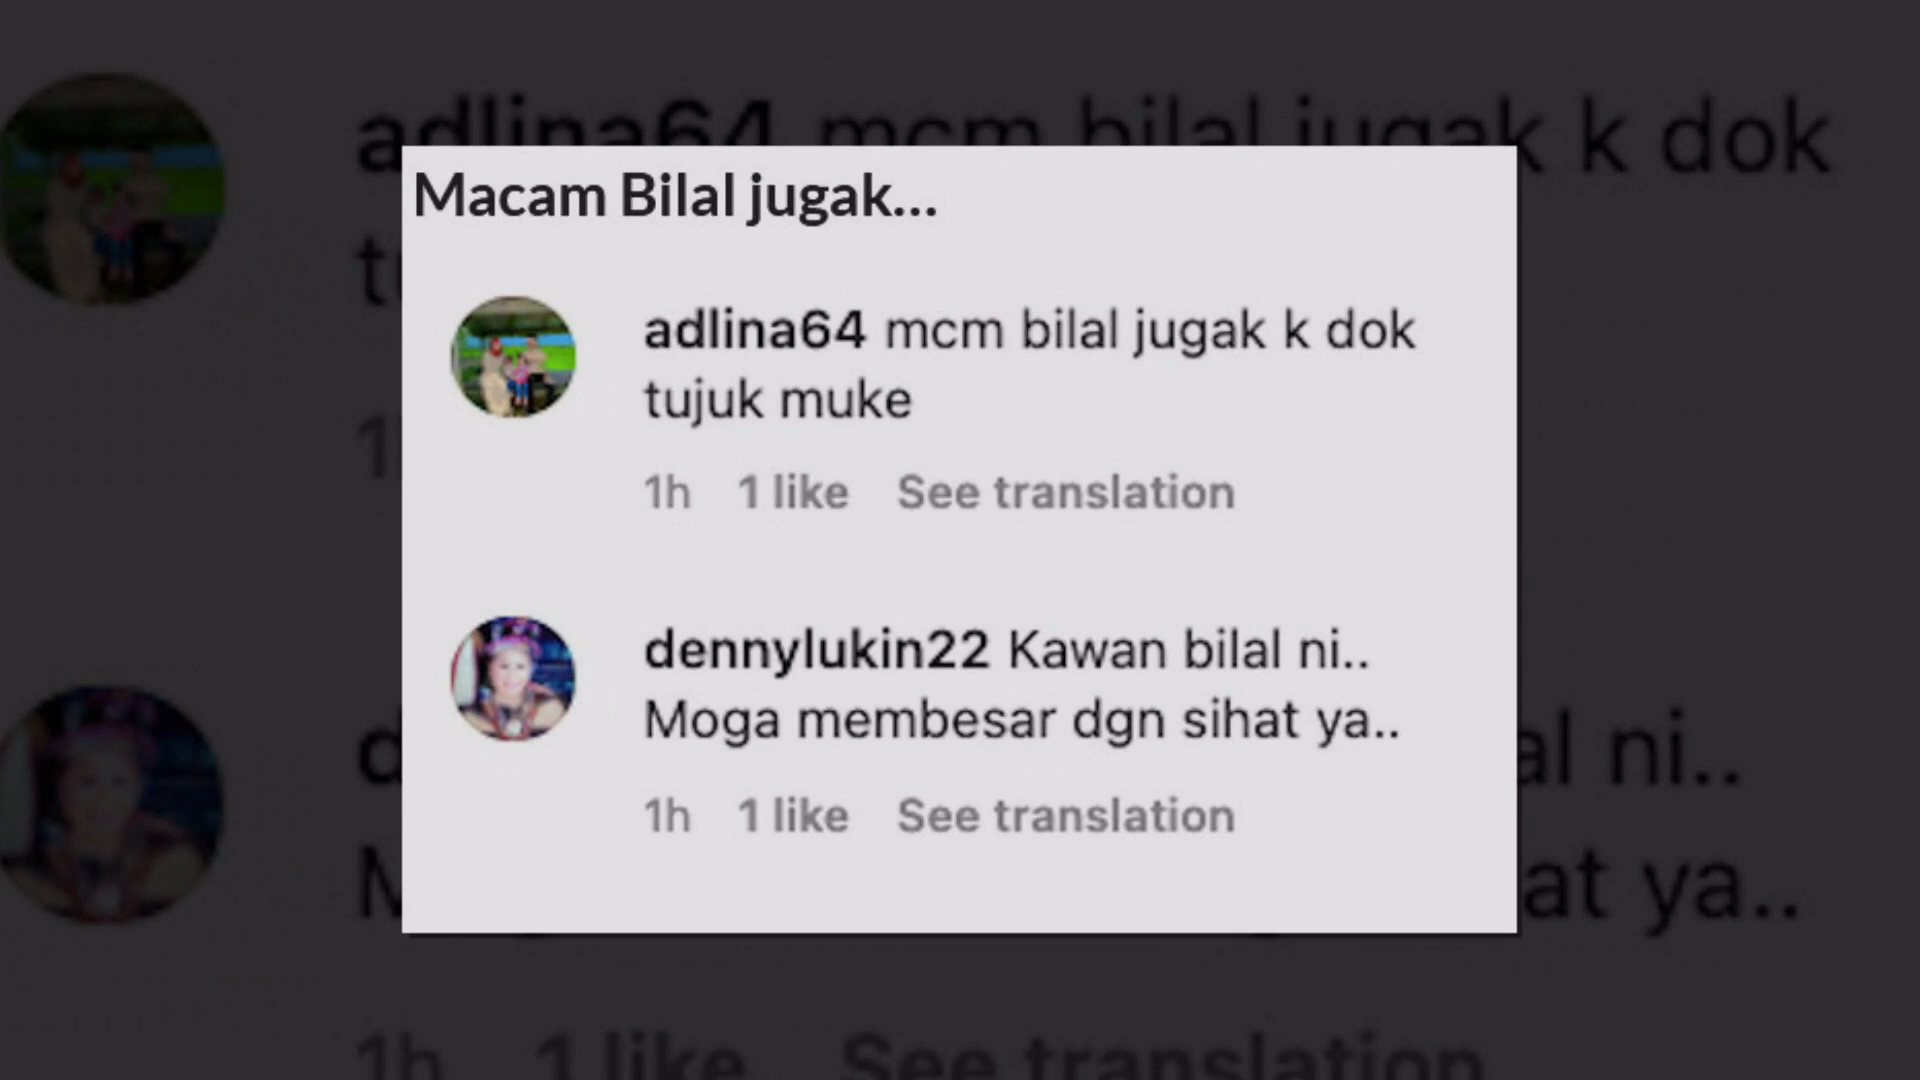 Macam Bilal jugak...
adlina64 mcm bilal jugak k dok
tujuk muke
1h 1 like See translation
dennylukin22 Kawan bilal ni..
Moga membesar dgn sihat ya..
1h 1 like See translation